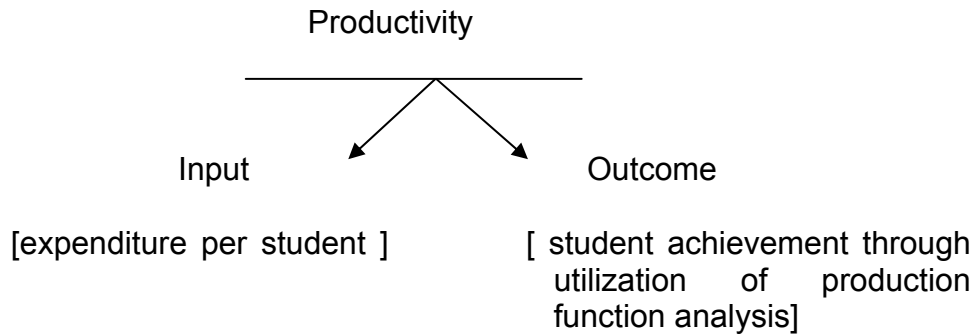 Productivity
Input
Outcome
[expenditure per student ]
[ student achievement through
utilization of production
function analysis]